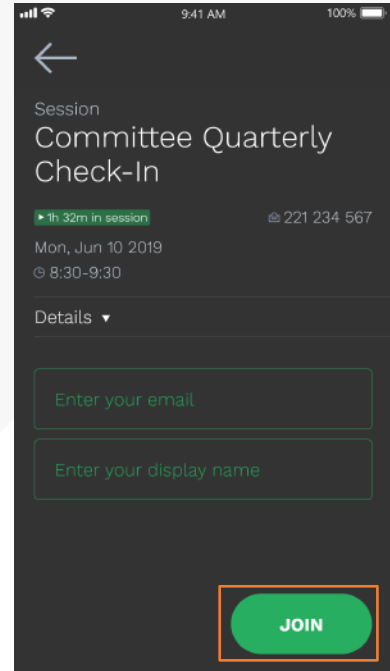 9:41 AM 100%
Session
Committee Quarterly
Check-In
1h 32m in session 221 234 567
Mon, Jun 10 2019
8:30-9:30
Details
Enter your email
Enter your display name
JOIN